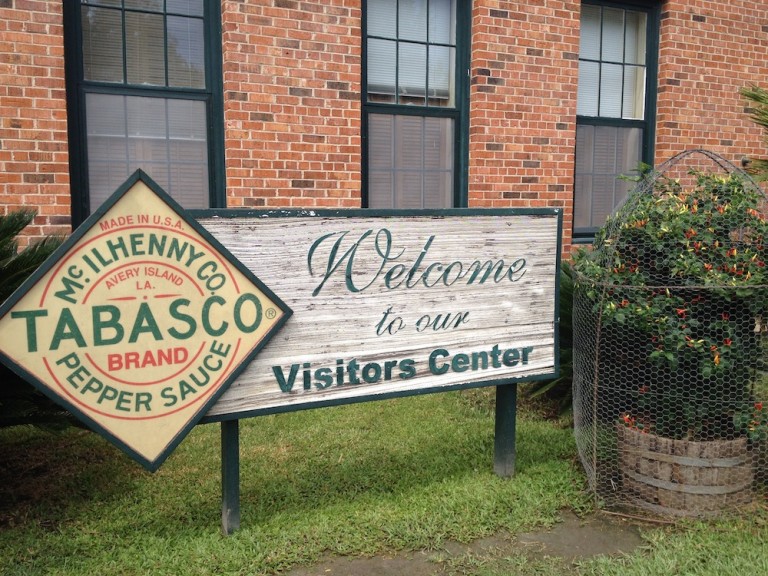 MADE IN U.S.A.
McILHENNY CO.
AVERY ISLAND
LA.
TABASCO®
BRAND
PEPPER SAUCE
Welcome
to our
Visitors Center